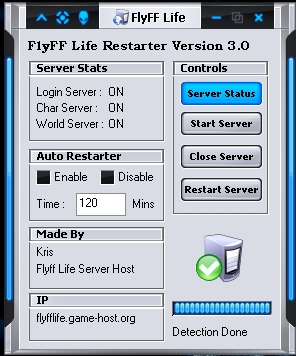 FlyFF Life
FlyFF Life Restarter Version 3.0
Server Stats
Login Server : ON
Char Server : ON
World Server : ON
Controls
Server Status
Start Server
Close Server
Restart Server
Auto Restarter
Enable
Disable
Time :
120
Mins
Made By
Kris
Flyff Life Server Host
IP
flyfflife.game-host.org
Detection Done